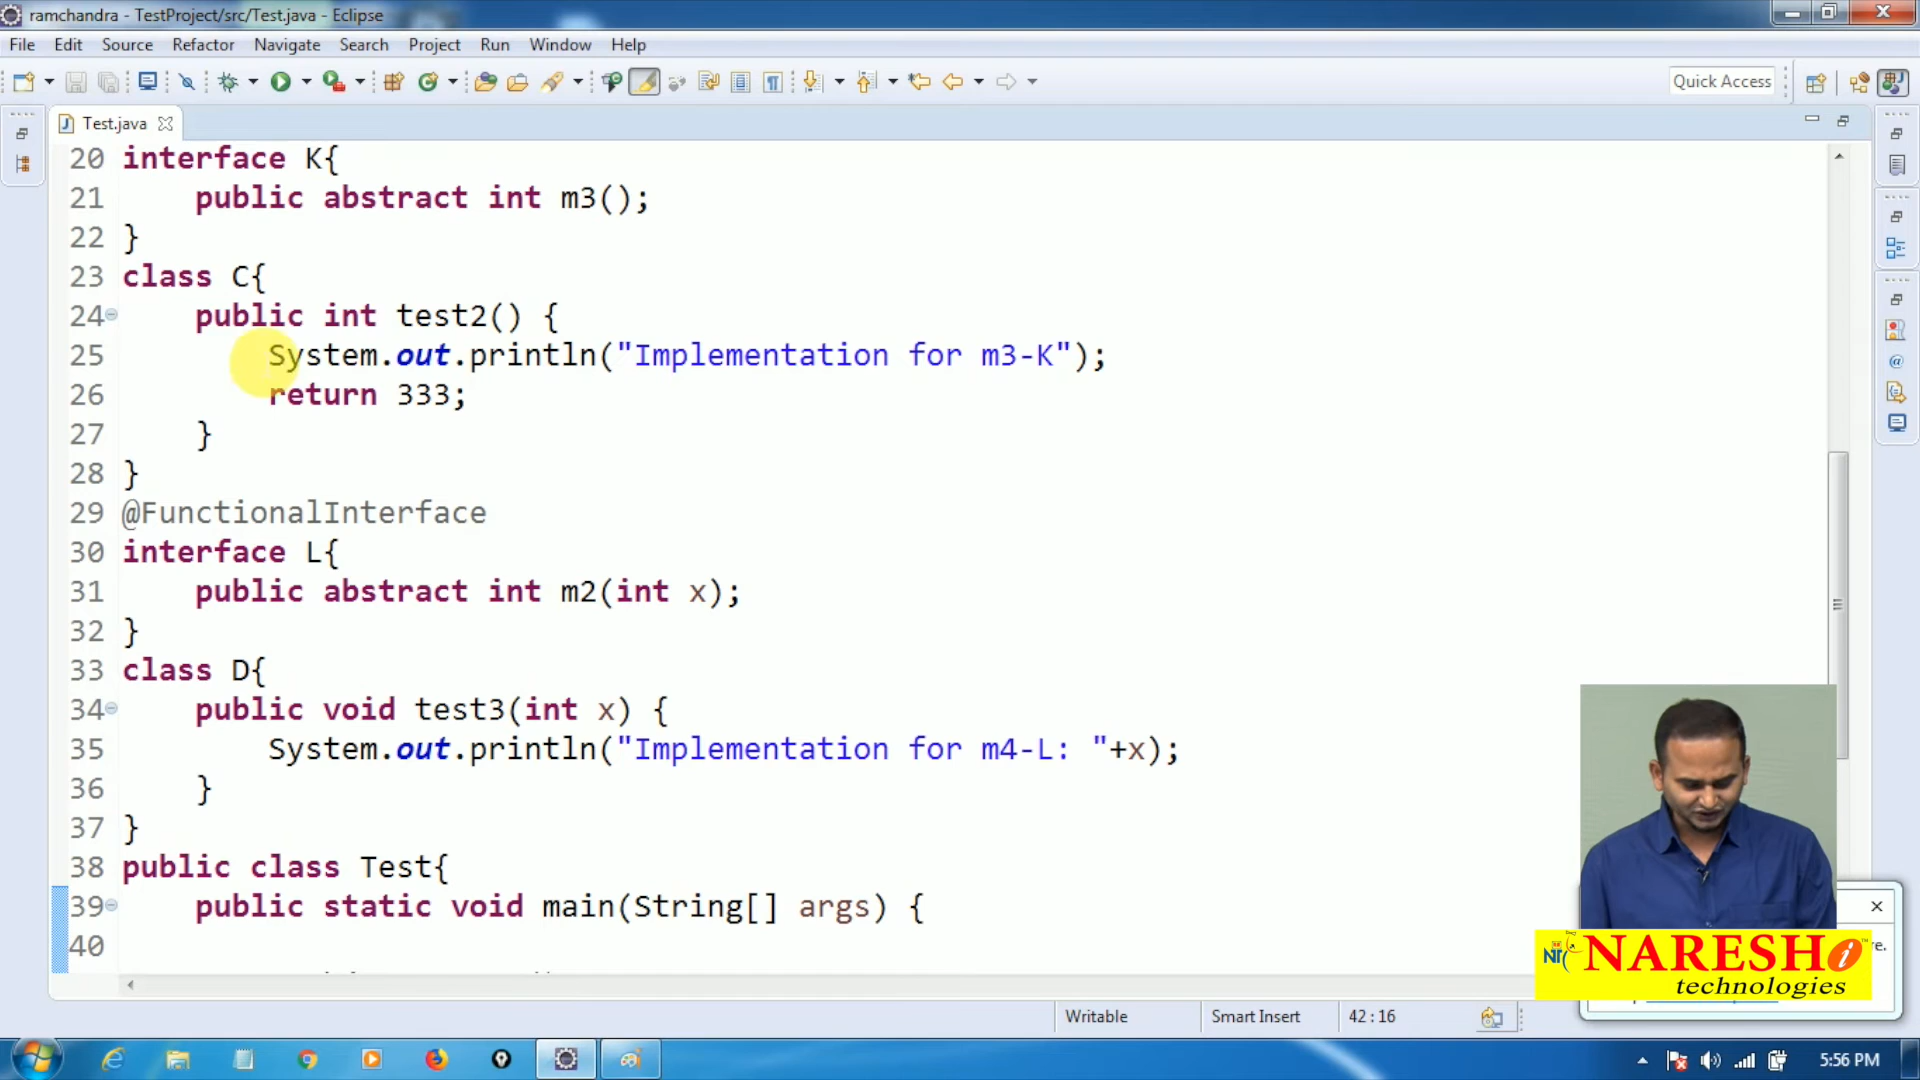 ramchandra - TestProject/src/Test.java - Eclipse
File Edit Source Refactor Navigate Search Project Run Window Help
Quick Access
Test.java
20 interface K{
21 public abstract int m3();
22 }
23 class C{
24 public int test2() {
25 System.out.println("Implementation for m3-K");
26 return 333;
27 }
28 }
29 @FunctionalInterface
30 interface L{
31 public abstract int m2(int x);
32 }
33 class D{
34 public void test3(int x) {
35 System.out.println("Implementation for m4-L: "+x);
36 }
37 }
38 public class Test{
39 public static void main(String[] args) {
40
re.
NARESH i
technologies
Writable Smart Insert 42 : 16
5:56 PM